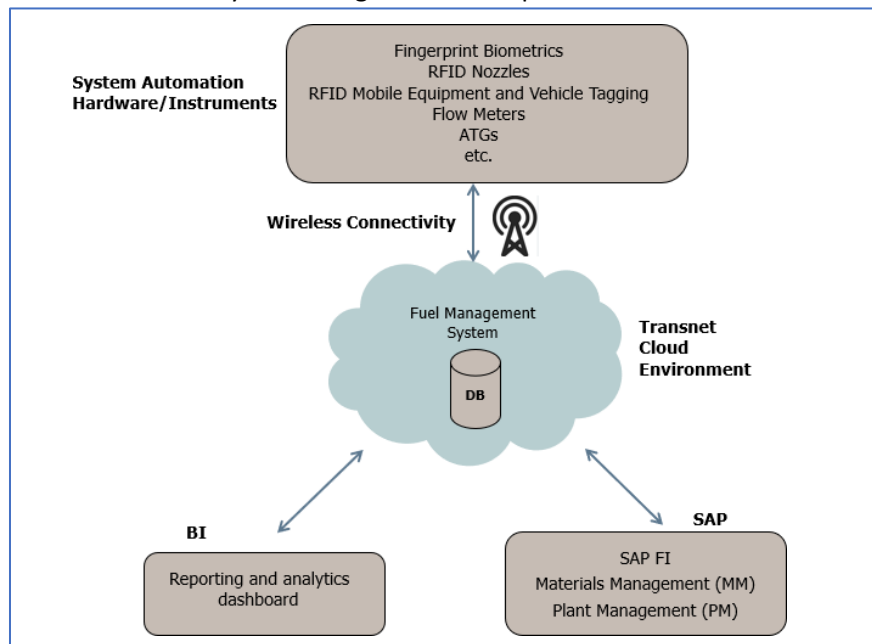 Fingerprint Biometrics
RFID Nozzles
RFID Mobile Equipment and Vehicle Tagging
Flow Meters
ATGs
etc.
System Automation
Hardware/Instruments
Wireless Connectivity
Fuel Management
System
DB
Transnet
Cloud
Environment
BI
Reporting and analytics
dashboard
SAP
SAP FI
Materials Management (MM)
Plant Management (PM)